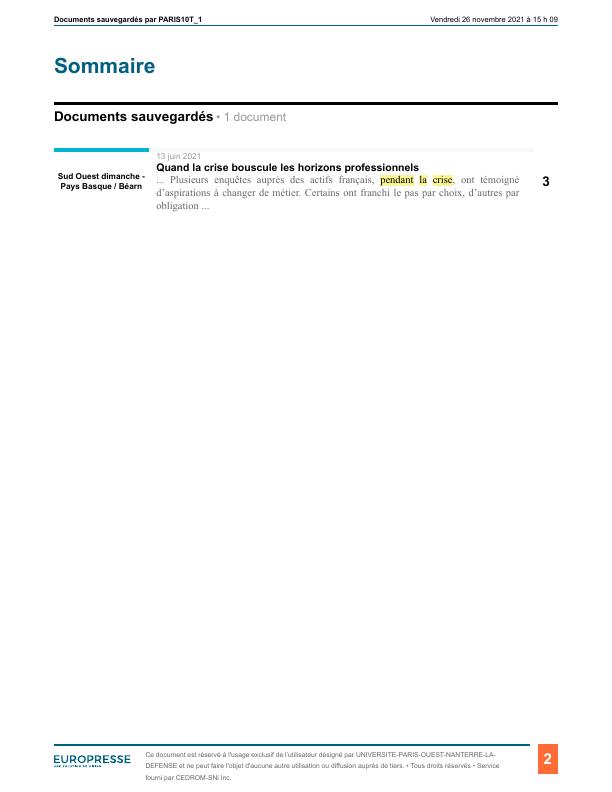 Documents sauvegardés par PARIS10T_1
Vendredi 26 novembre 2021 à 15 h 09
Sommaire
Documents sauvegardés • 1 document
13 juin 2021
Quand la crise bouscule les horizons professionnels
Sud Ouest dimanche -
Pays Basque / Béarn
... Plusieurs enquêtes auprès des actifs français, pendant la crise, ont témoigné
d’aspirations à changer de métier. Certains ont franchi le pas par choix, d’autres par
obligation ...
3
EUROPRESSE
Ce document est réservé à l'usage exclusif de l'utilisateur désigné par UNIVERSITE-PARIS-OUEST-NANTERRE-LA-
DEFENSE et ne peut faire l'objet d'aucune autre utilisation ou diffusion auprès de tiers. • Tous droits réservés • Service
fourni par CEDROM-SNi Inc.
2